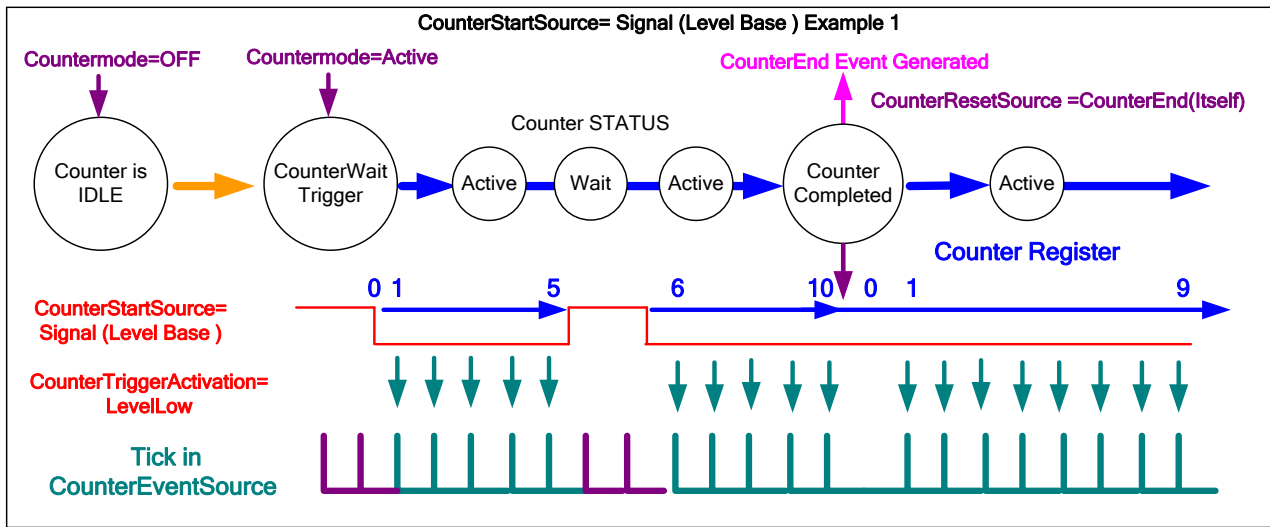 CounterStartSource= Signal (Level Base ) Example 1
Countermode=OFF
Countermode=Active
CounterEnd Event Generated
CounterResetSource =CounterEnd(Itself)
Counter STATUS
Counter is
IDLE
CounterWait
Trigger
Active
Wait
Active
Counter
Completed
Active
Counter Register
0 1 5 6 10 0 1 9
CounterStartSource=
Signal (Level Base )
CounterTriggerActivation=
LevelLow
Tick in
CounterEventSource